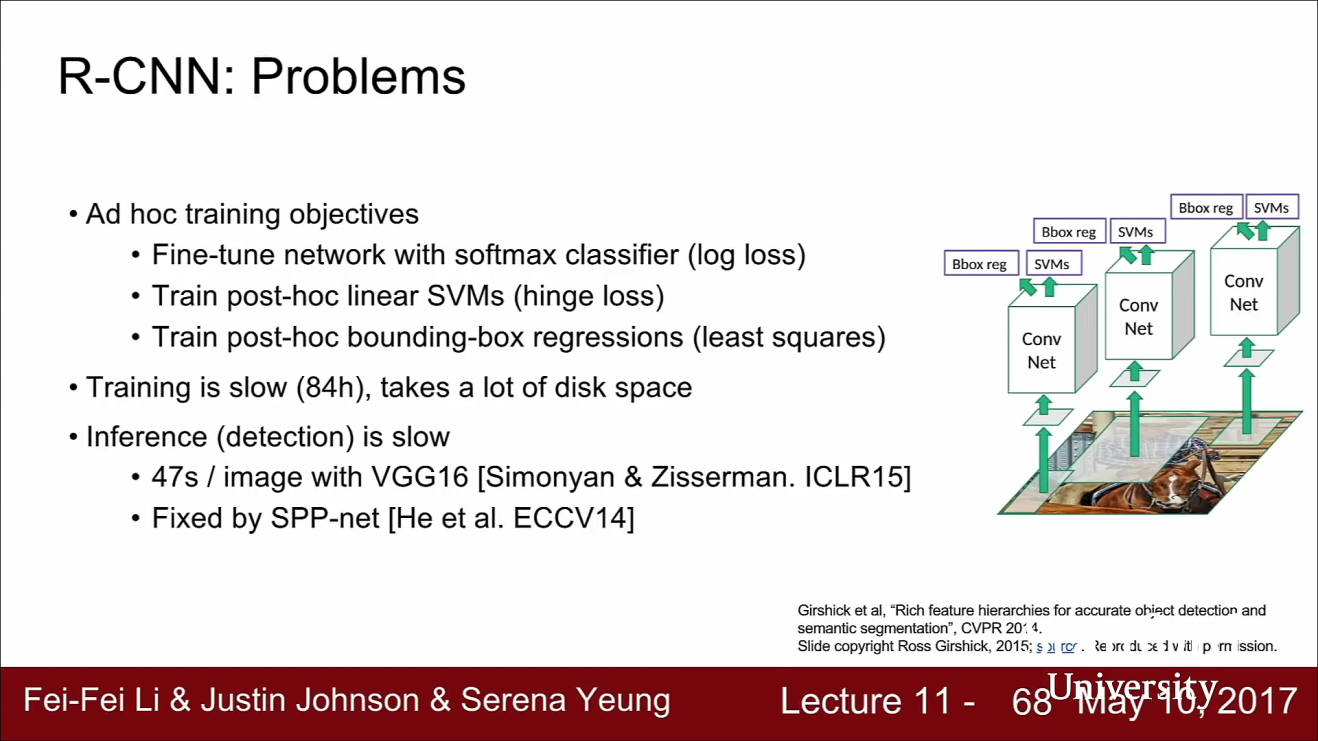 R-CNN: Problems
• Ad hoc training objectives
• Fine-tune network with softmax classifier (log loss)
• Train post-hoc linear SVMs (hinge loss)
• Train post-hoc bounding-box regressions (least squares)
• Training is slow (84h), takes a lot of disk space
• Inference (detection) is slow
• 47s / image with VGG16 [Simonyan & Zisserman. ICLR15]
• Fixed by SPP-net [He et al. ECCV14]
Bbox reg SVMs
Bbox reg SVMs
Bbox reg SVMs
Conv
Net
Conv
Net
Conv
Net
Girshick et al, “Rich feature hierarchies for accurate object detection and
semantic segmentation”, CVPR 2014.
Slide copyright Ross Girshick, 2015; source. Reproduced with permission.
Fei-Fei Li & Justin Johnson & Serena Yeung
Lecture 11 - 68 May 10, 2017
University